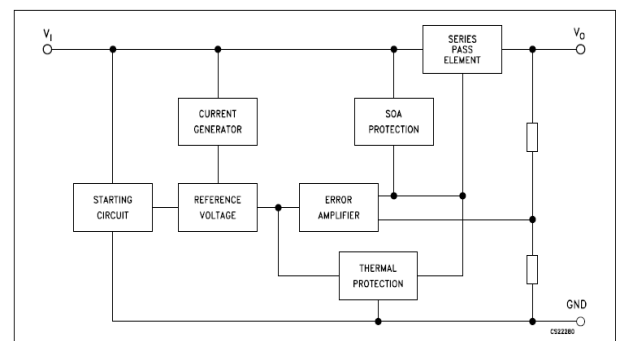 VI
VO
SERIES
PASS
ELEMENT
CURRENT
GENERATOR
SOA
PROTECTION
STARTING
CIRCUIT
REFERENCE
VOLTAGE
ERROR
AMPLIFIER
THERMAL
PROTECTION
GND
CS22280